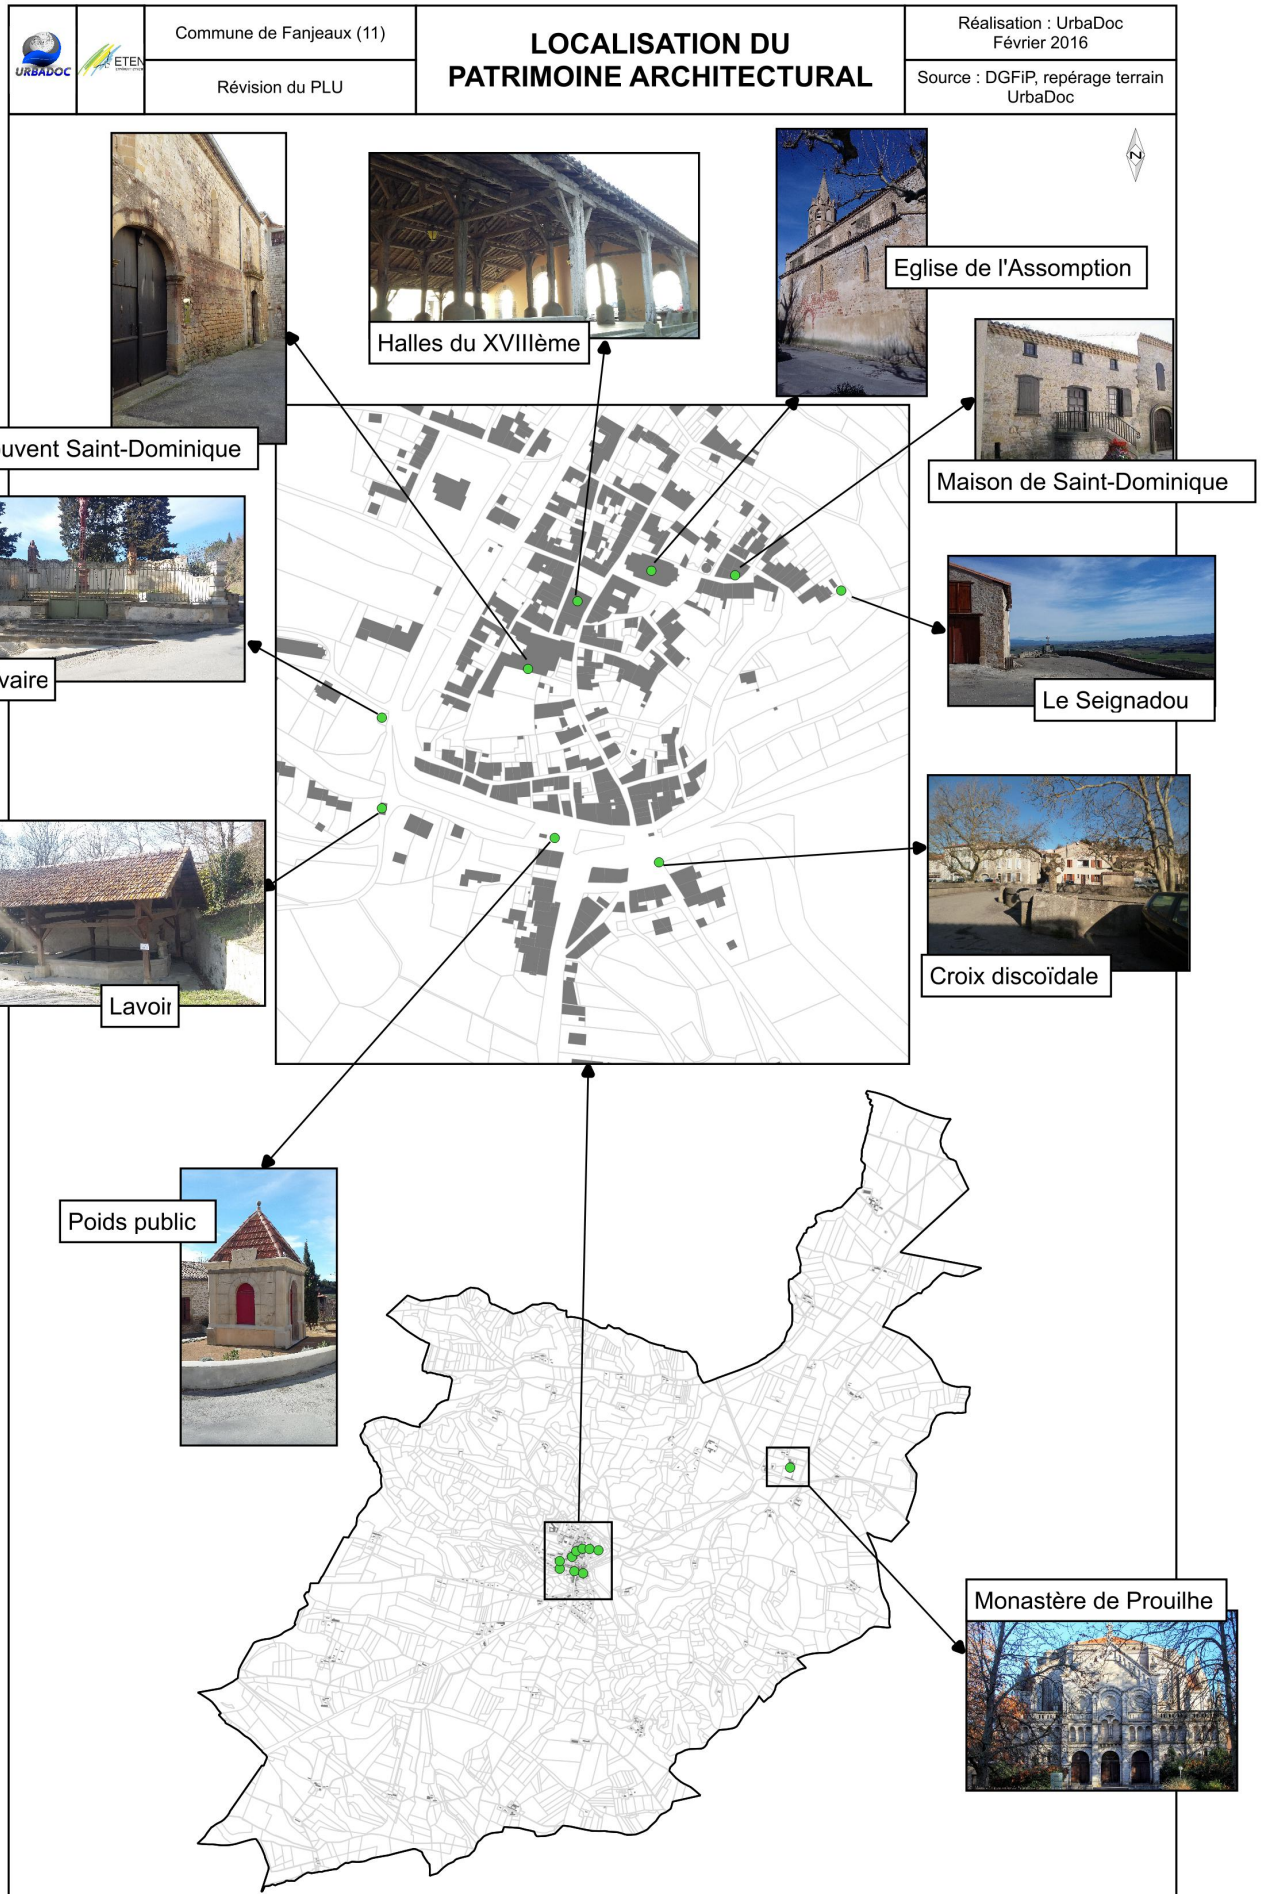 URBADOC
ETEN
Commune de Fanjeaux (11)
Révision du PLU
LOCALISATION DU
PATRIMOINE ARCHITECTURAL
Réalisation : UrbaDoc
Février 2016
Source : DGFiP, repérage terrain
UrbaDoc
N
Halles du XVIIIème
Eglise de l'Assomption
uvent Saint-Dominique
Maison de Saint-Dominique
vaire
Le Seignadou
Lavoir
Croix discoïdale
Poids public
Monastère de Prouilhe